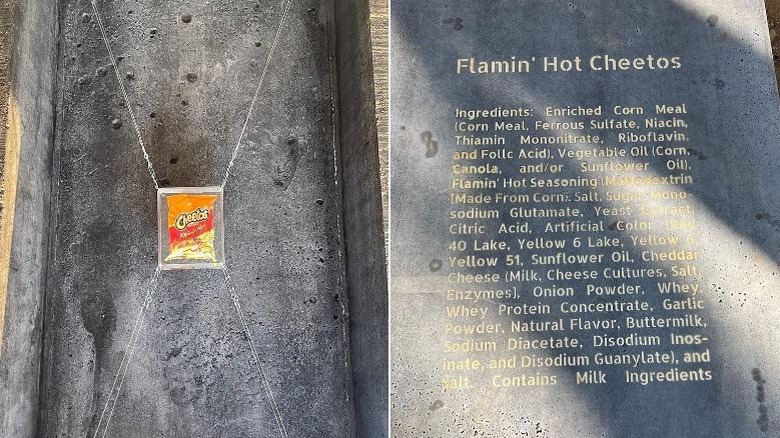 Cheetos
Flamin' Hot
Flamin' Hot Cheetos
Ingredients: Enriched Corn Meal
(Corn Meal, Ferrous Sulfate, Niacin,
Thiamin Mononitrate, Riboflavin,
and Follc Acid), Vegetable Oil (Corn,
Canola, and/or Sunflower Oil),
Flamin' Hot Seasoning (Maltodextrin
[Made From Corn], Salt, Sugar, Mono-
sodium Glutamate, Yeast Extract,
Citric Acid, Artificial Color [Red
40 Lake, Yellow 6 Lake, Yellow 6,
Yellow 51, Sunflower Oil, Cheddar
Cheese [Milk, Cheese Cultures, Salt,
Enzymes], Onion Powder, Whey,
Whey Protein Concentrate, Garlic
Powder, Natural Flavor, Buttermilk,
Sodium Diacetate, Disodium Inos-
inate, and Disodium Guanylate), and
Salt. Contains Milk Ingredients